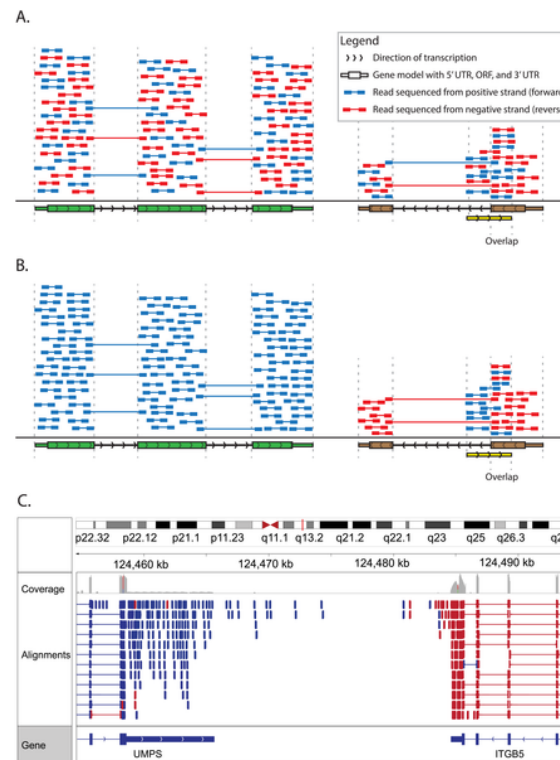 A.
Legend
Direction of transcription
Gene model with 5' UTR, ORF, and 3' UTR
Read sequenced from positive strand (forwar
Read sequenced from negative strand (revers
Overlap
B.
Overlap
C.
p22.32 p22.12 p21.1 p11.23 q11.1 q13.2 q21.2 q22.1 q23 q25 q26.3 q2
124,460 kb 124,470 kb 124,480 kb 124,490 kb
Coverage
Alignments
Gene
UMPS ITGB5